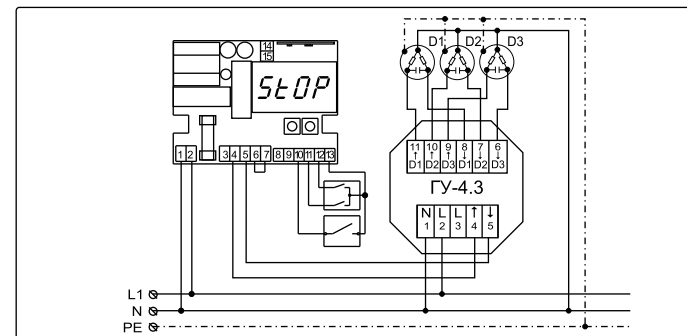 D1 D2 D3
14
15
StOP
1 2 3 4 5 6 7 8 9 10 11 12 13
11 10 9 8 7 6
↑ ↑ ↑ ↓ ↓ ↓
D1 D2 D3 D1 D2 D3
ГУ-4.3
N L L ↑ ↓
1 2 3 4 5
L1
N
PE